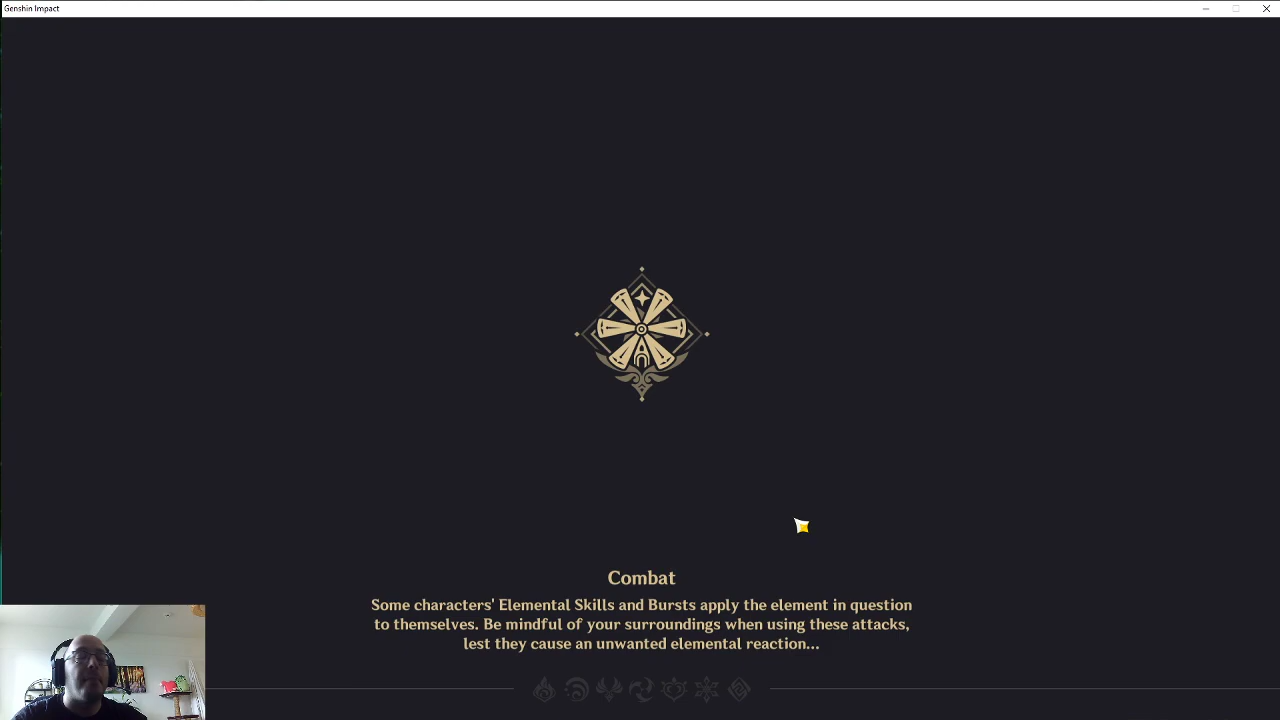 Genshin Impact
Combat
Some characters' Elemental Skills and Bursts apply the element in question
to themselves. Be mindful of your surroundings when using these attacks,
lest they cause an unwanted elemental reaction...